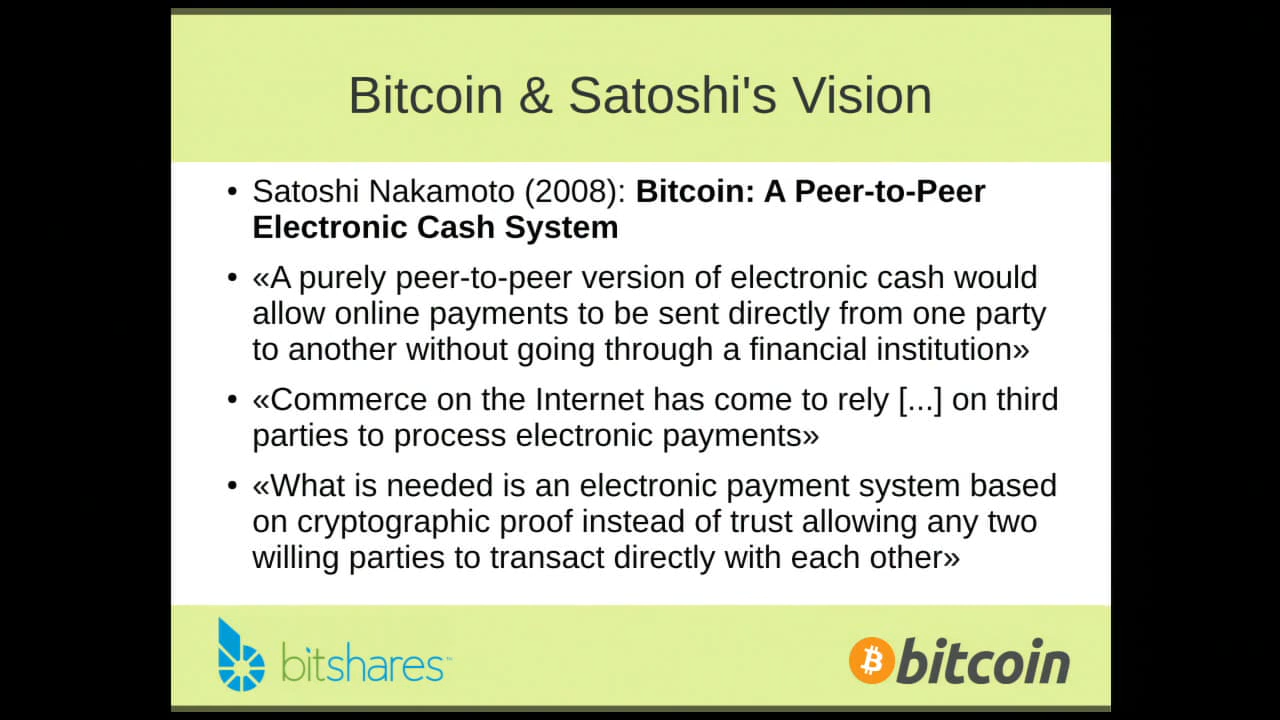 Bitcoin & Satoshi's Vision
• Satoshi Nakamoto (2008): Bitcoin: A Peer-to-Peer
Electronic Cash System
• «A purely peer-to-peer version of electronic cash would
allow online payments to be sent directly from one party
to another without going through a financial institution»
• «Commerce on the Internet has come to rely [...] on third
parties to process electronic payments»
• «What is needed is an electronic payment system based
on cryptographic proof instead of trust allowing any two
willing parties to transact directly with each other»
bitshares™
bitcoin